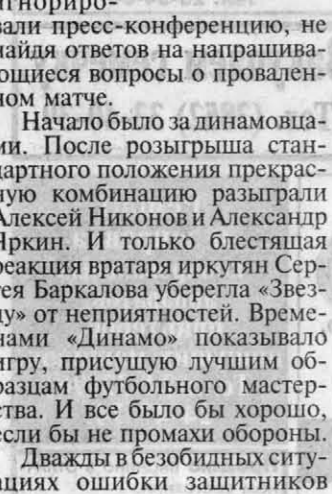 игнориро-
вали пресс-конференцию, не
найдя ответов на напрашива-
ющиеся вопросы о провален-
ном матче.
Начало было за динамовца-
ми. После розыгрыша стан-
дартного положения прекрас-
ную комбинацию разыграли
Алексей Никонов и Александр
Яркин. И только блестящая
реакция вратаря иркутян Сер-
гея Баркалова уберегла «Звез-
ду» от неприятностей. Време-
нами «Динамо» показывало
игру, присущую лучшим об-
разцам футбольного мастер-
ства. И все было бы хорошо,
если бы не промахи обороны.
Дважды в безобидных ситу-
ациях ошибки защитников